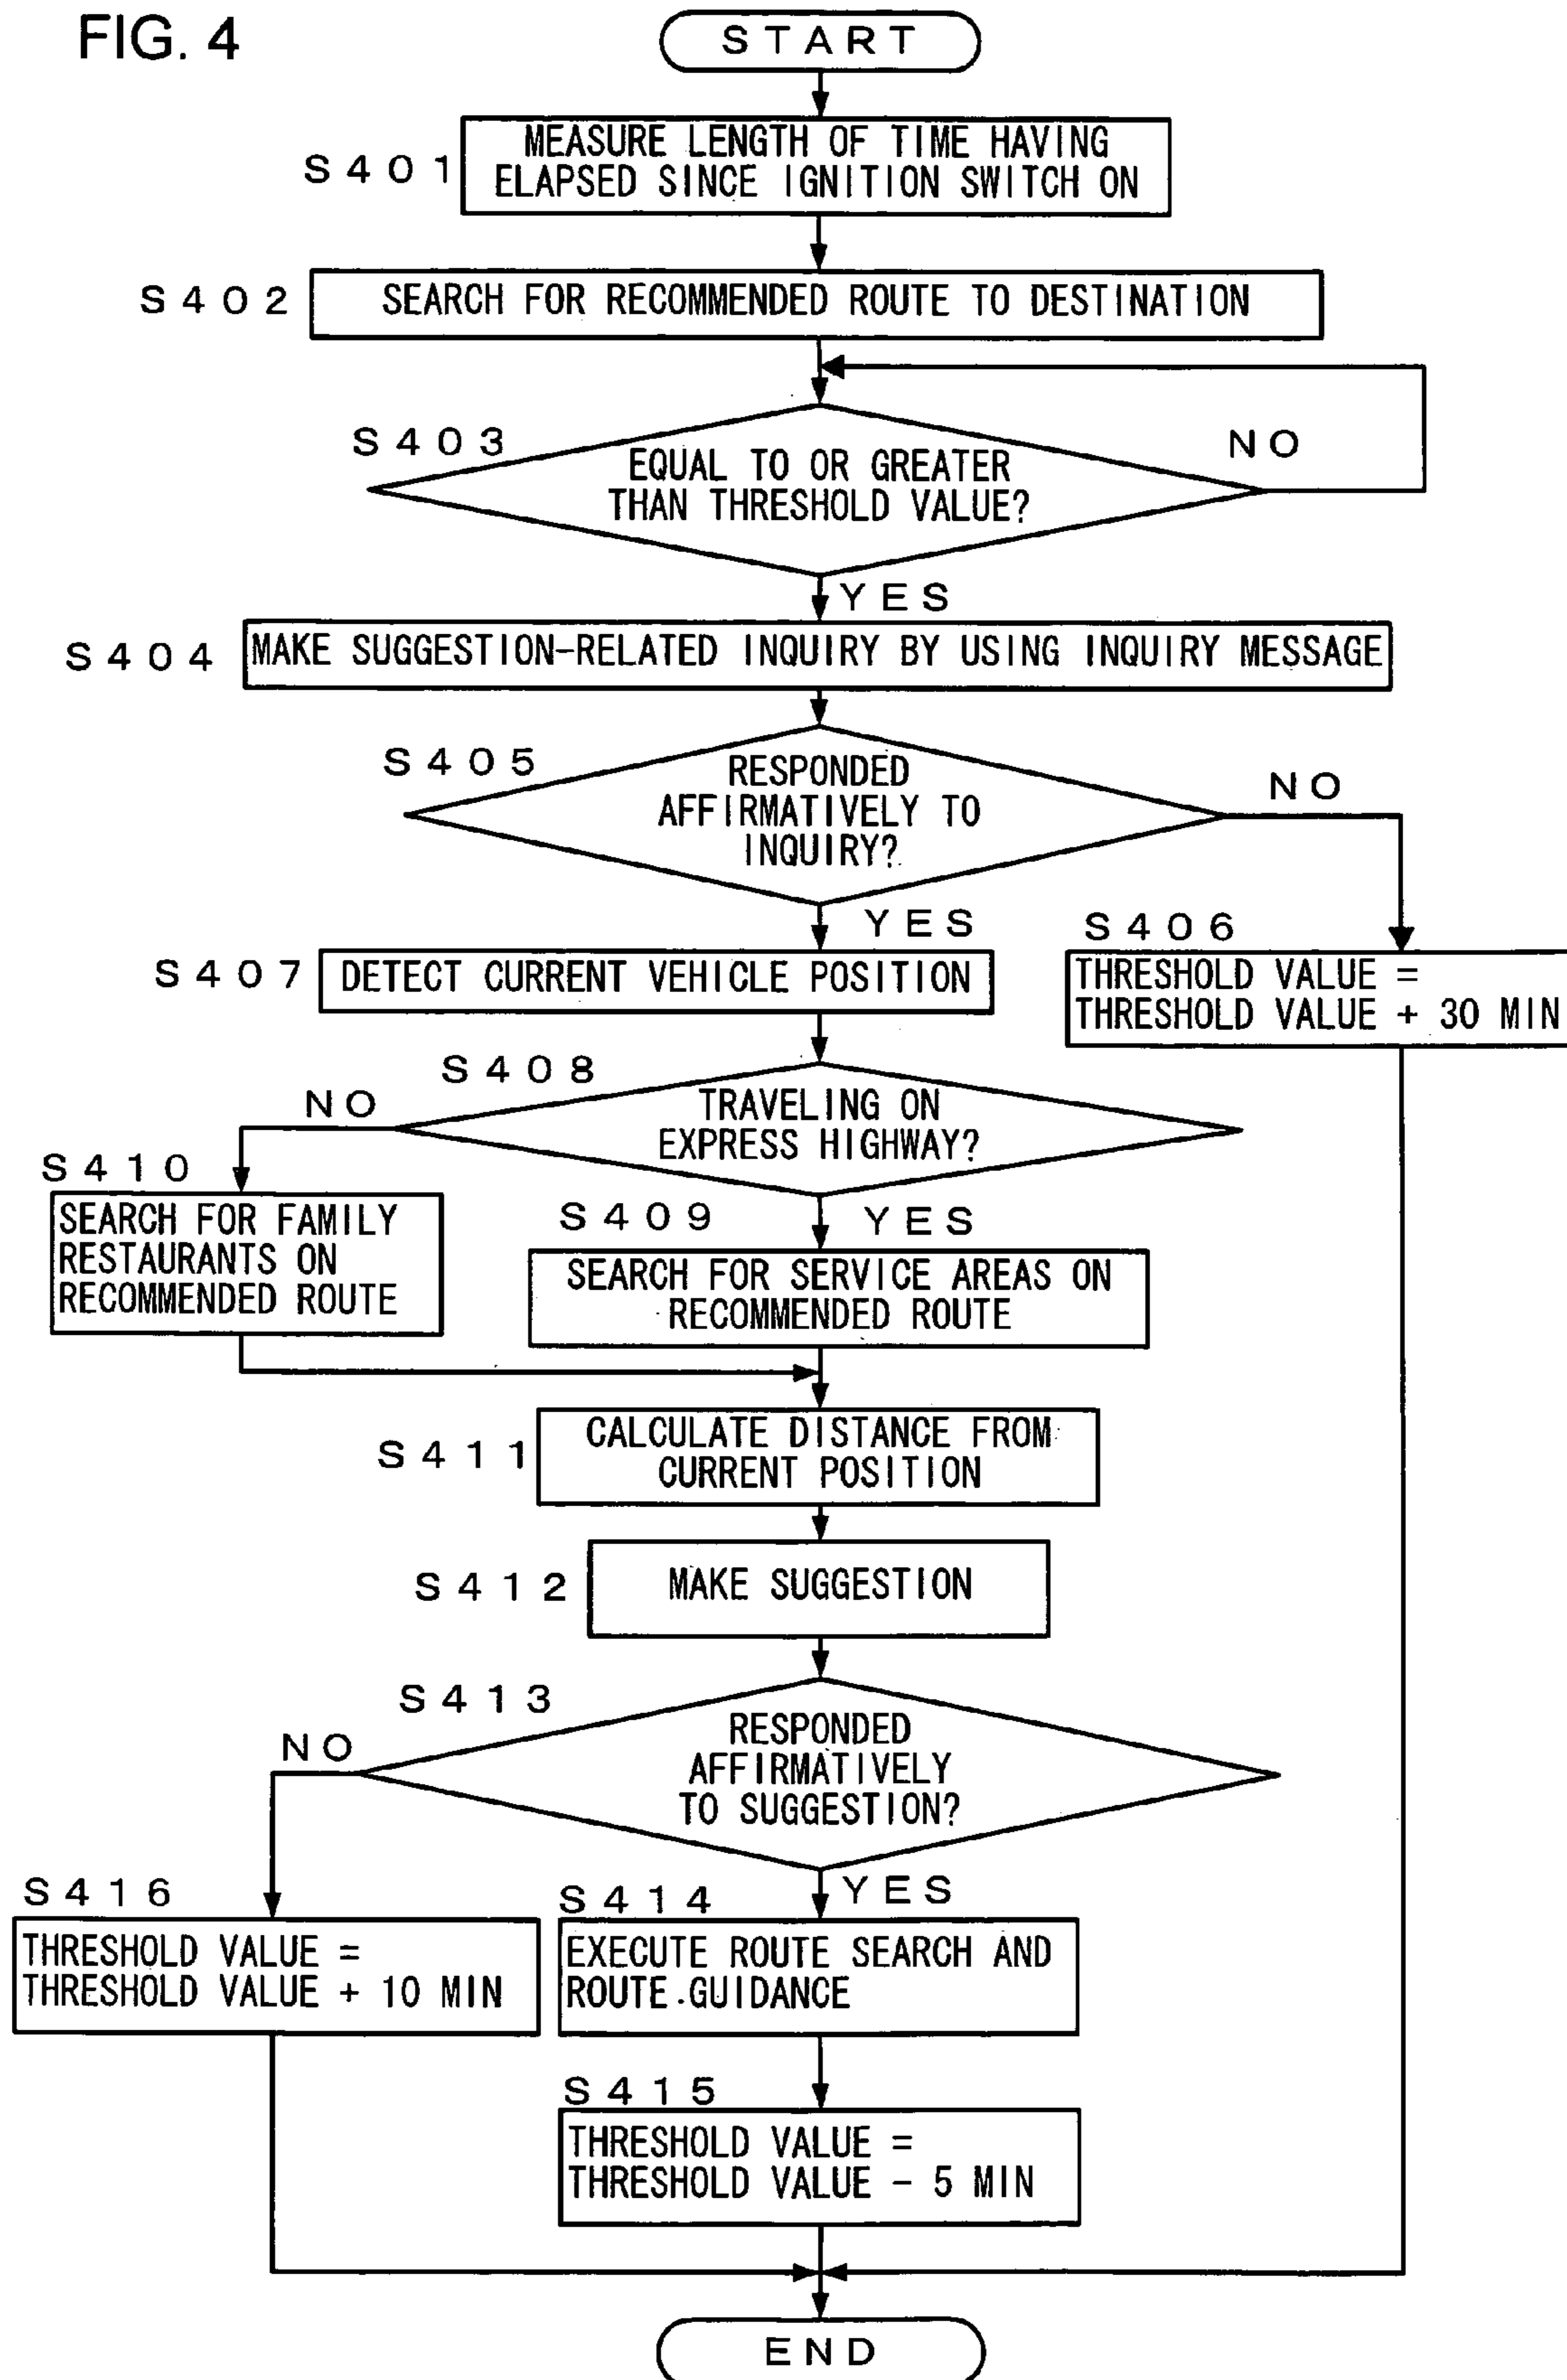 FIG. 4
START
S401
MEASURE LENGTH OF TIME HAVING
ELAPSED SINCE IGNITION SWITCH ON
S402
SEARCH FOR RECOMMENDED ROUTE TO DESTINATION
S403
EQUAL TO OR GREATER
THAN THRESHOLD VALUE?
NO
YES
S404
MAKE SUGGESTION-RELATED INQUIRY BY USING INQUIRY MESSAGE
S405
RESPONDED
AFFIRMATIVELY TO
INQUIRY?
NO
YES
S406
THRESHOLD VALUE =
THRESHOLD VALUE + 30 MIN
S407
DETECT CURRENT VEHICLE POSITION
S408
TRAVELING ON
EXPRESS HIGHWAY?
NO
YES
S410
SEARCH FOR FAMILY
RESTAURANTS ON
RECOMMENDED ROUTE
S409
SEARCH FOR SERVICE AREAS ON
RECOMMENDED ROUTE
S411
CALCULATE DISTANCE FROM
CURRENT POSITION
S412
MAKE SUGGESTION
S413
RESPONDED
AFFIRMATIVELY
TO SUGGESTION?
NO
YES
S416
THRESHOLD VALUE =
THRESHOLD VALUE + 10 MIN
S414
EXECUTE ROUTE SEARCH AND
ROUTE GUIDANCE
S415
THRESHOLD VALUE =
THRESHOLD VALUE - 5 MIN
END